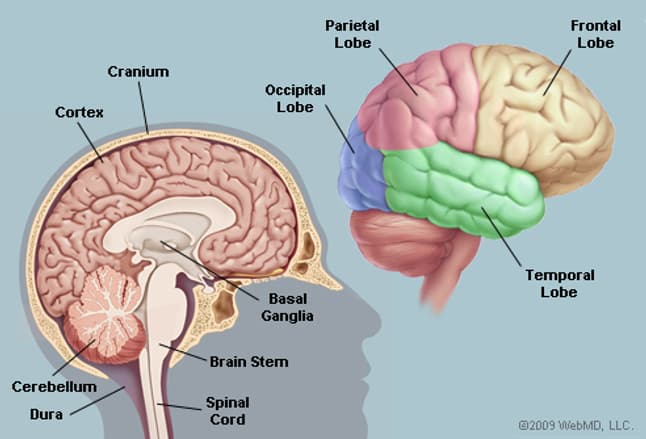 Parietal
Lobe
Frontal
Lobe
Cranium
Occipital
Lobe
Cortex
Temporal
Lobe
Basal
Ganglia
Brain Stem
Cerebellum
Dura
Spinal
Cord
©2009 WebMD, LLC.